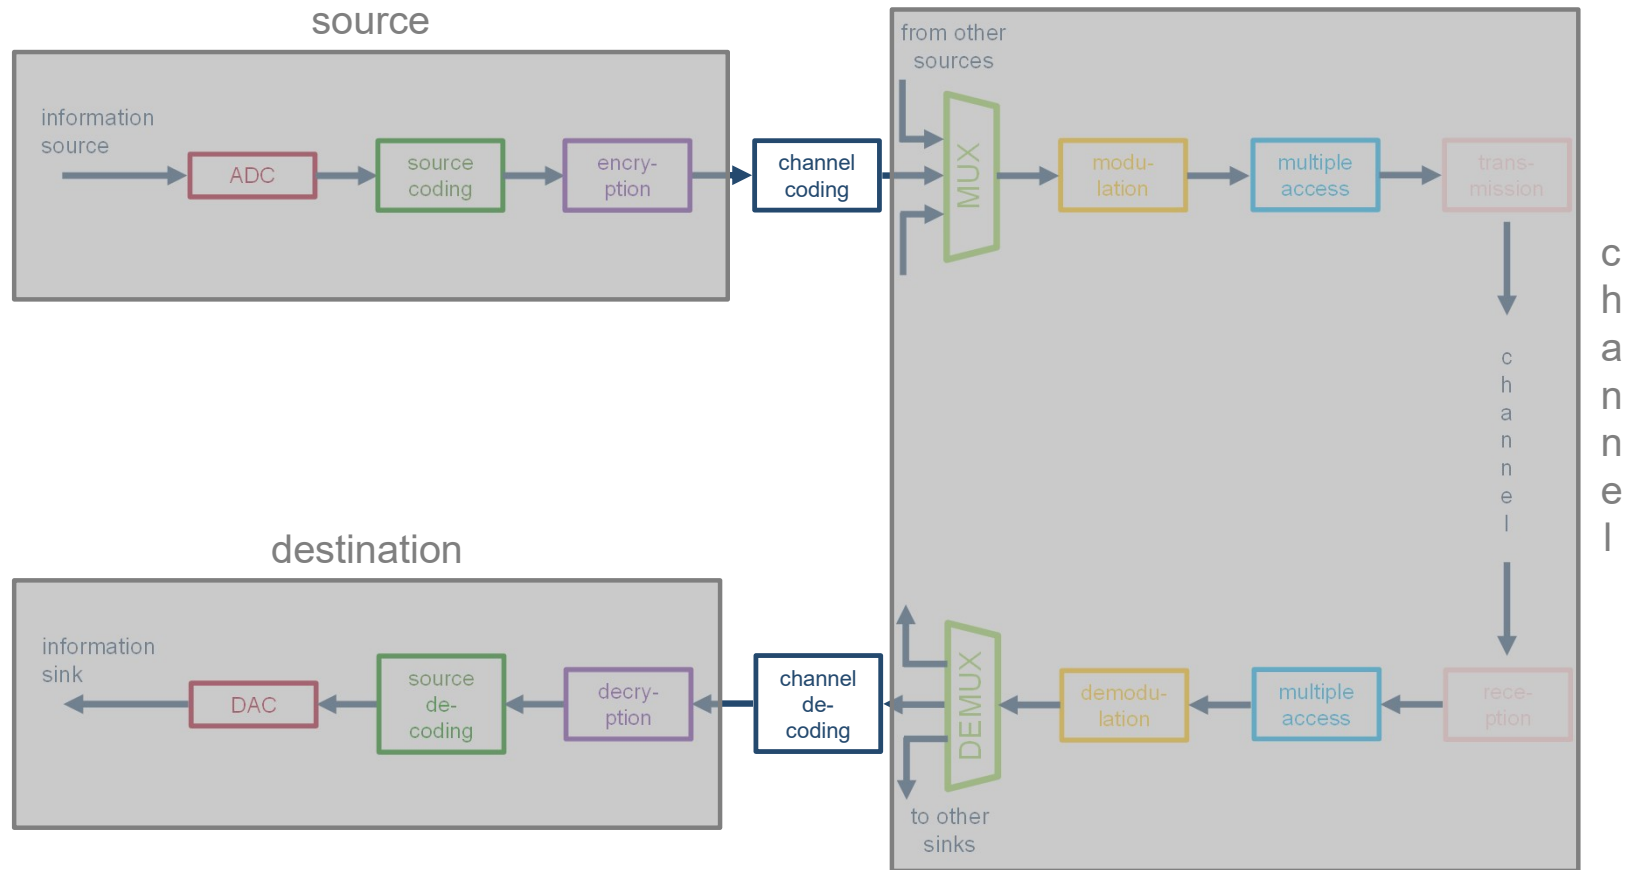 source
from other
sources
information
source
ADC
source
coding
encry-
ption
channel
coding
MUX
modu-
lation
multiple
access
trans-
mission
channel
channel
destination
information
sink
DAC
source
de-
coding
decry-
ption
channel
de-
coding
DEMUX
demodu-
lation
multiple
access
rece-
ption
to other
sinks